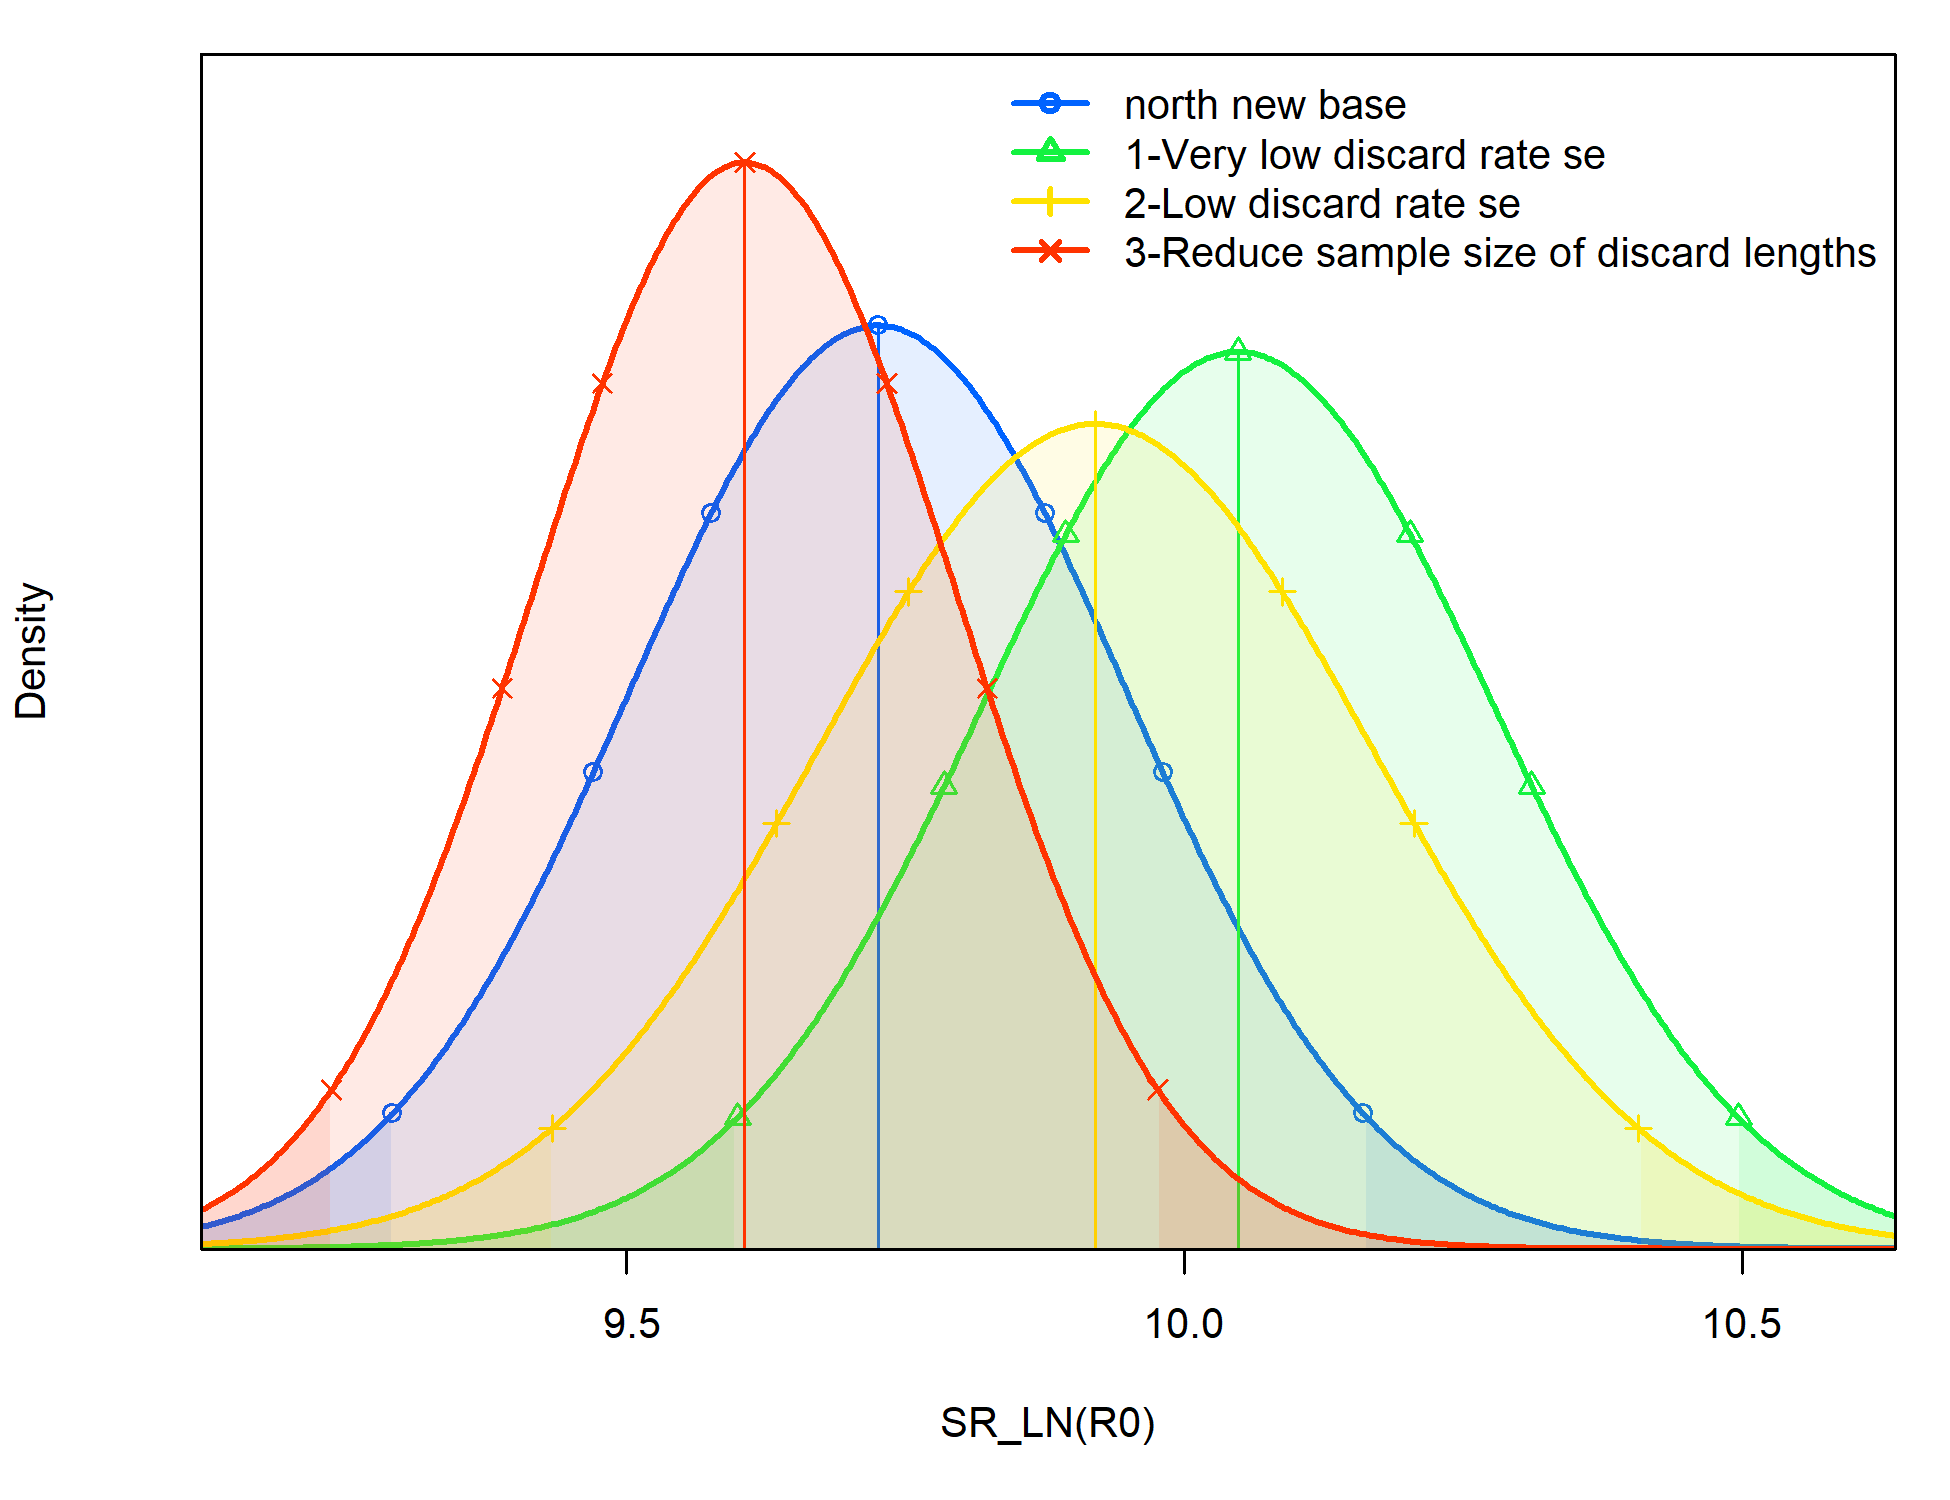 north new base
1-Very low discard rate se
2-Low discard rate se
3-Reduce sample size of discard lengths
Density
9.5
10.0
10.5
SR_LN(R0)